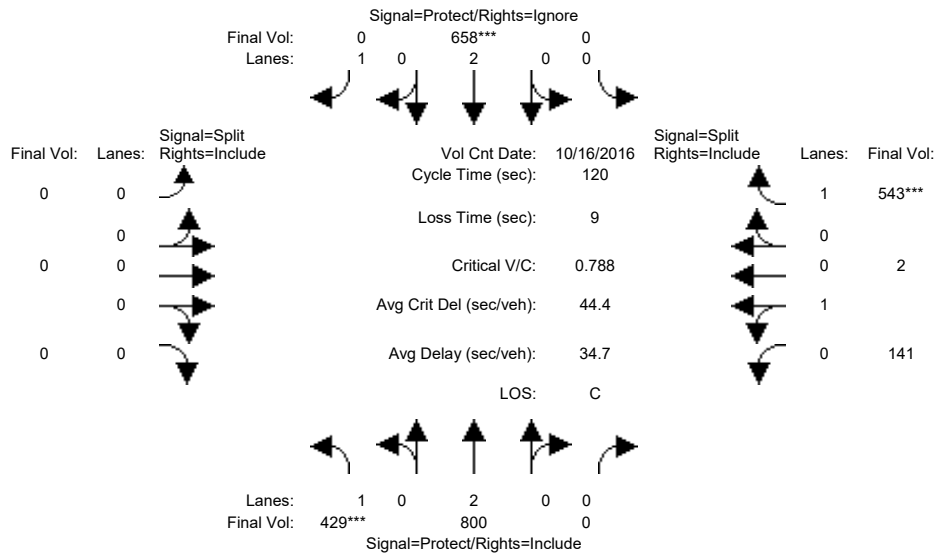 Signal=Protect/Rights=Ignore
Final Vol: 0 658*** 0
Lanes: 1 0 2 0 0
Signal=Split
Final Vol: Lanes: Rights=Include
Vol Cnt Date: 10/16/2016
Signal=Split
Rights=Include Lanes: Final Vol:
Cycle Time (sec): 120
0 0
1 543***
Loss Time (sec): 9
0
0
0 0
Critical V/C: 0.788
0 2
0
Avg Crit Del (sec/veh): 44.4
1
0 0
Avg Delay (sec/veh): 34.7
0 141
LOS: C
Lanes: 1 0 2 0 0
Final Vol: 429*** 800 0
Signal=Protect/Rights=Include